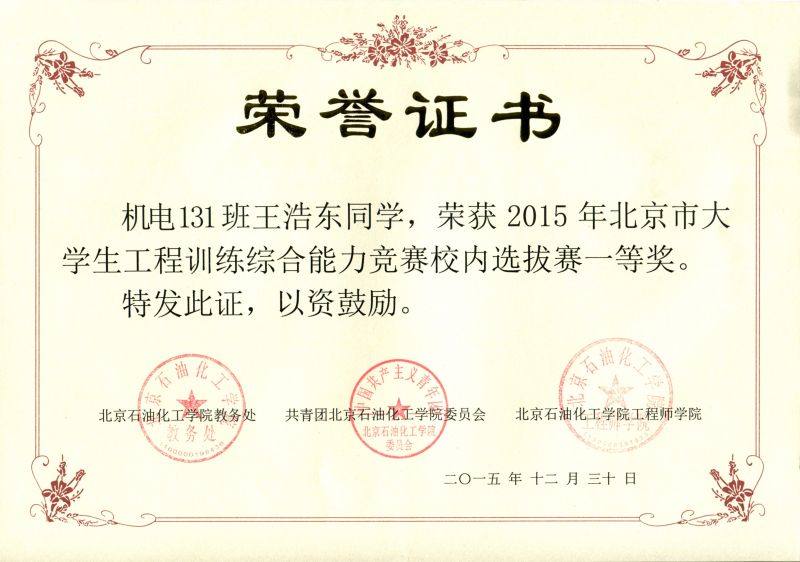 荣誉证书
机电131班王浩东同学，荣获 2015 年北京市大
学生工程训练综合能力竞赛校内选拔赛一等奖。
特发此证，以资鼓励。
北京石油化工学院
教务处
中国共产主义青年团
北京石油化工学院
委员会
北京石油化工学院
工程师学院
北京石油化工学院教务处 共青团北京石油化工学院委员会 北京石油化工学院工程师学院
二〇一五 年 十二 月 三十 日